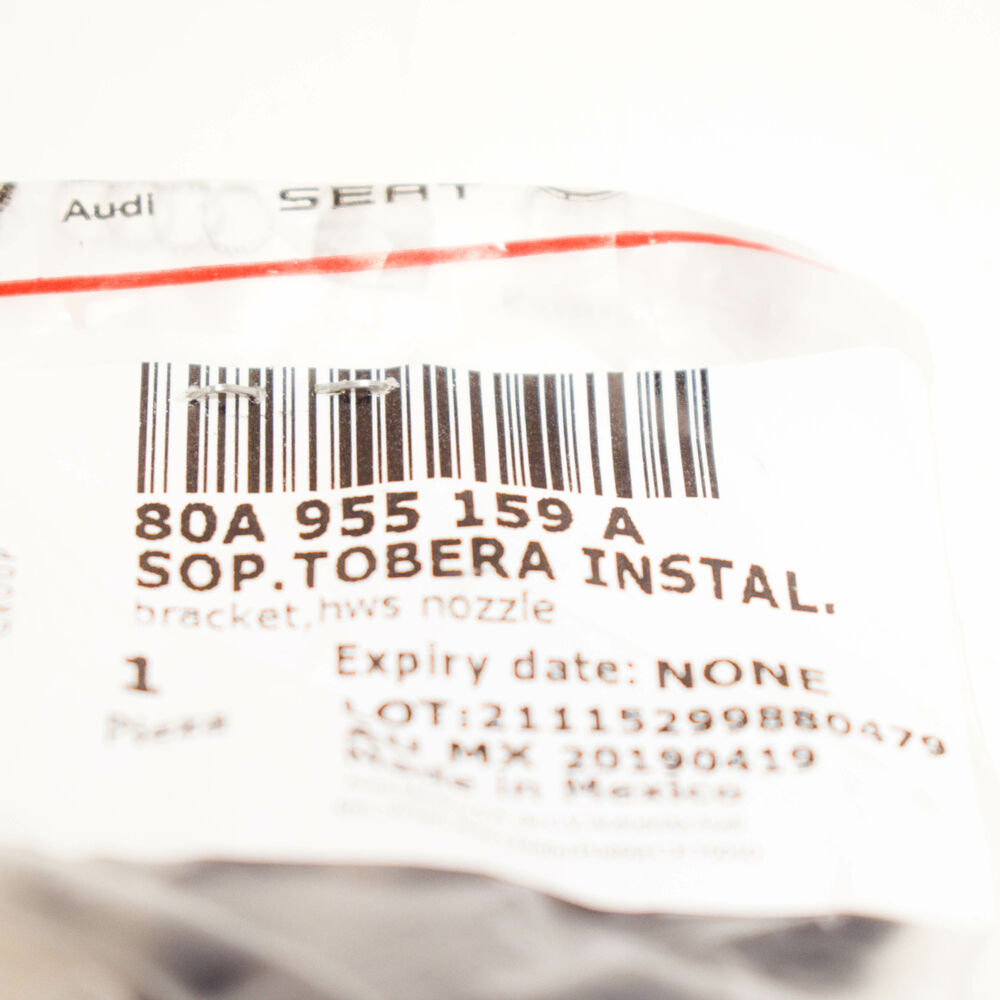 Audi SEAT
80A 955 159 A
SOP.TOBERA INSTAL.
bracket,hws nozzle
1
Expiry date: NONE
Pieza
LOT:21115299880479
MX 20190419
Made in Mexico